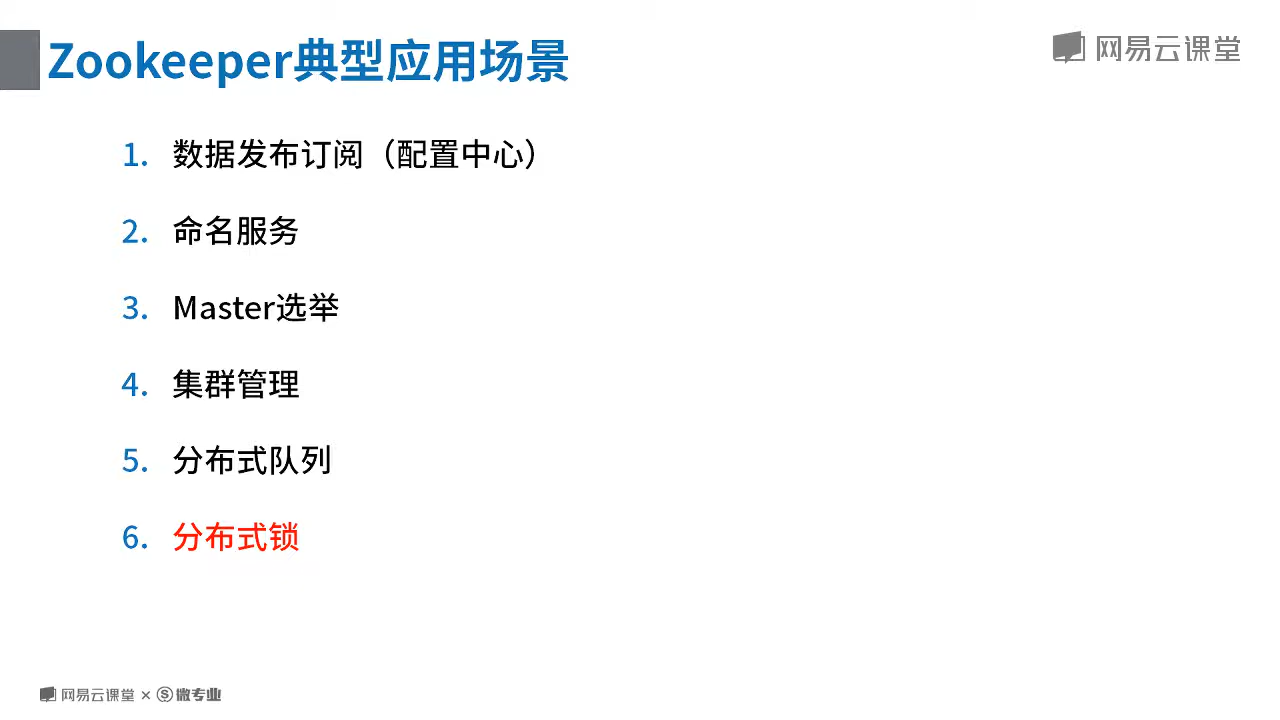 Zookeeper典型应用场景
网易云课堂
1. 数据发布订阅（配置中心）
2. 命名服务
3. Master选举
4. 集群管理
5. 分布式队列
6. 分布式锁
网易云课堂 × Ⓢ微专业